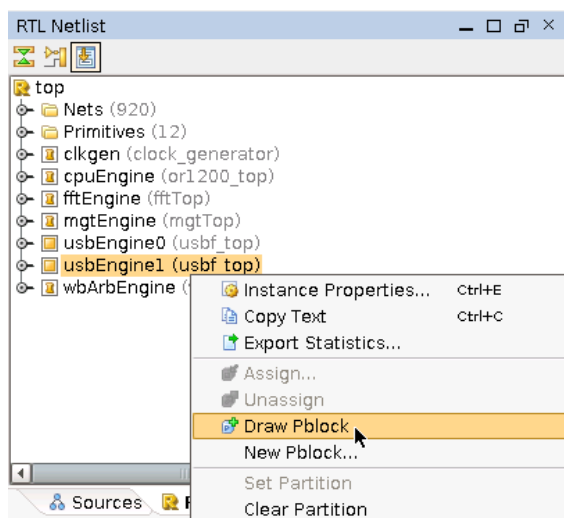 RTL Netlist
top
Nets (920)
Primitives (12)
clkgen (clock_generator)
cpuEngine (or1200_top)
fftEngine (fftTop)
mgtEngine (mgtTop)
usbEngine0 (usbf_top)
usbEngine1 (usbf_top)
wbArbEngine (
Instance Properties... Ctrl+E
Copy Text Ctrl+C
Export Statistics...
Assign...
Unassign
Draw Pblock
New Pblock...
Set Partition
Clear Partition
Sources